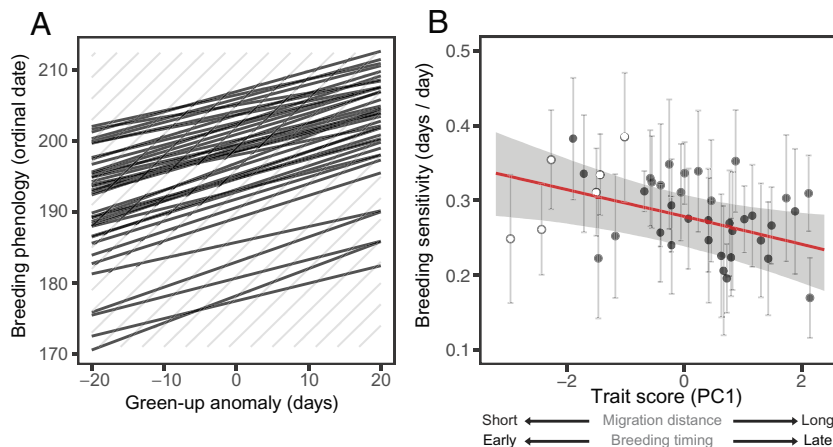 A
Breeding phenology (ordinal date)
210
200
190
180
170
−20
−10
0
10
20
Green-up anomaly (days)
B
Breeding sensitivity (days / day)
0.5
0.4
0.3
0.2
0.1
−2
0
2
Trait score (PC1)
Short Migration distance Long
Early Breeding timing Late